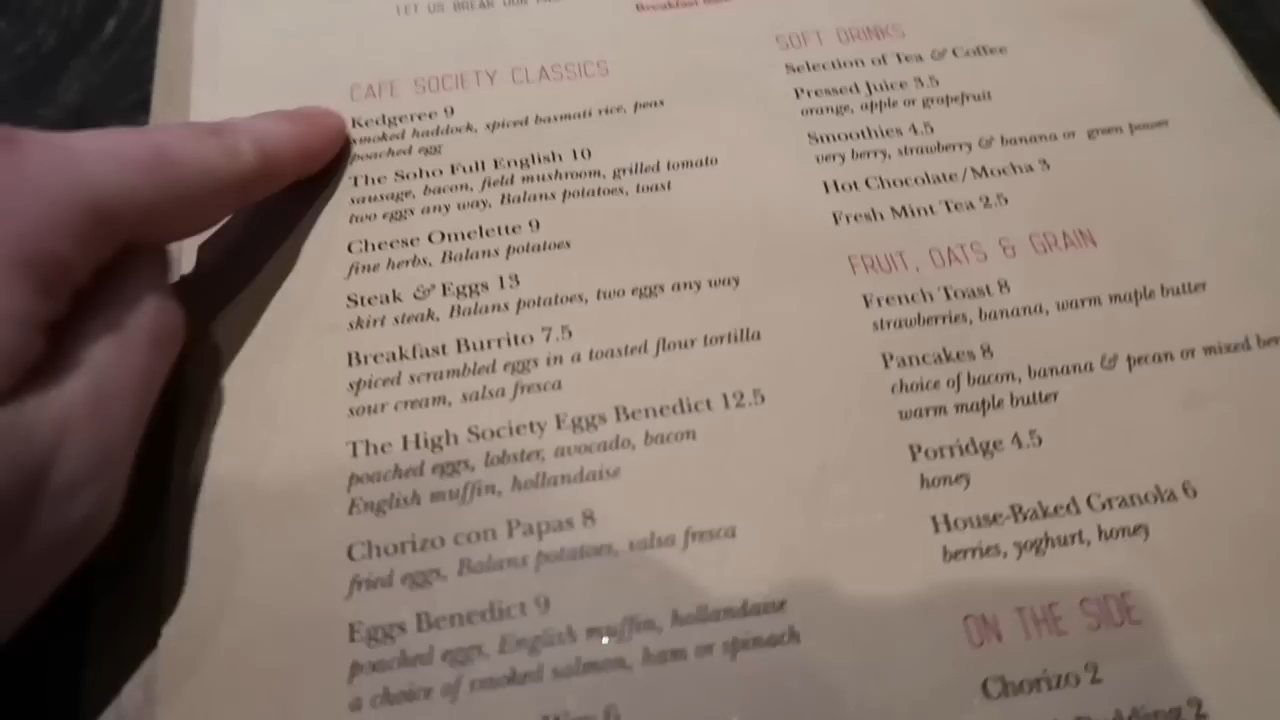 LET US BREAK OUR
Breakfast
CAFE SOCIETY CLASSICS
Kedgeree 9
smoked haddock, spiced basmati rice, peas
poached egg
The Soho Full English 10
sausage, bacon, field mushroom, grilled tomato
two eggs any way, Balans potatoes, toast
Cheese Omelette 9
fine herbs, Balans potatoes
Steak & Eggs 13
skirt steak, Balans potatoes, two eggs any way
Breakfast Burrito 7.5
spiced scrambled eggs in a toasted flour tortilla
sour cream, salsa fresca
The High Society Eggs Benedict 12.5
poached eggs, lobster, avocado, bacon
English muffin, hollandaise
Chorizo con Papas 8
fried eggs, Balans potatoes, salsa fresca
Eggs Benedict 9
poached eggs, English muffin, hollandaise
a choice of smoked salmon, ham or spinach
SOFT DRINKS
Selection of Tea & Coffee
Pressed Juice 3.5
orange, apple or grapefruit
Smoothies 4.5
very berry, strawberry & banana or green power
Hot Chocolate/Mocha 3
Fresh Mint Tea 2.5
FRUIT, OATS & GRAIN
French Toast 8
strawberries, banana, warm maple butter
Pancakes 8
choice of bacon, banana & pecan or mixed
warm maple butter
Porridge 4.5
honey
House-Baked Granola 6
berries, yoghurt, honey
ON THE SIDE
Chorizo 2